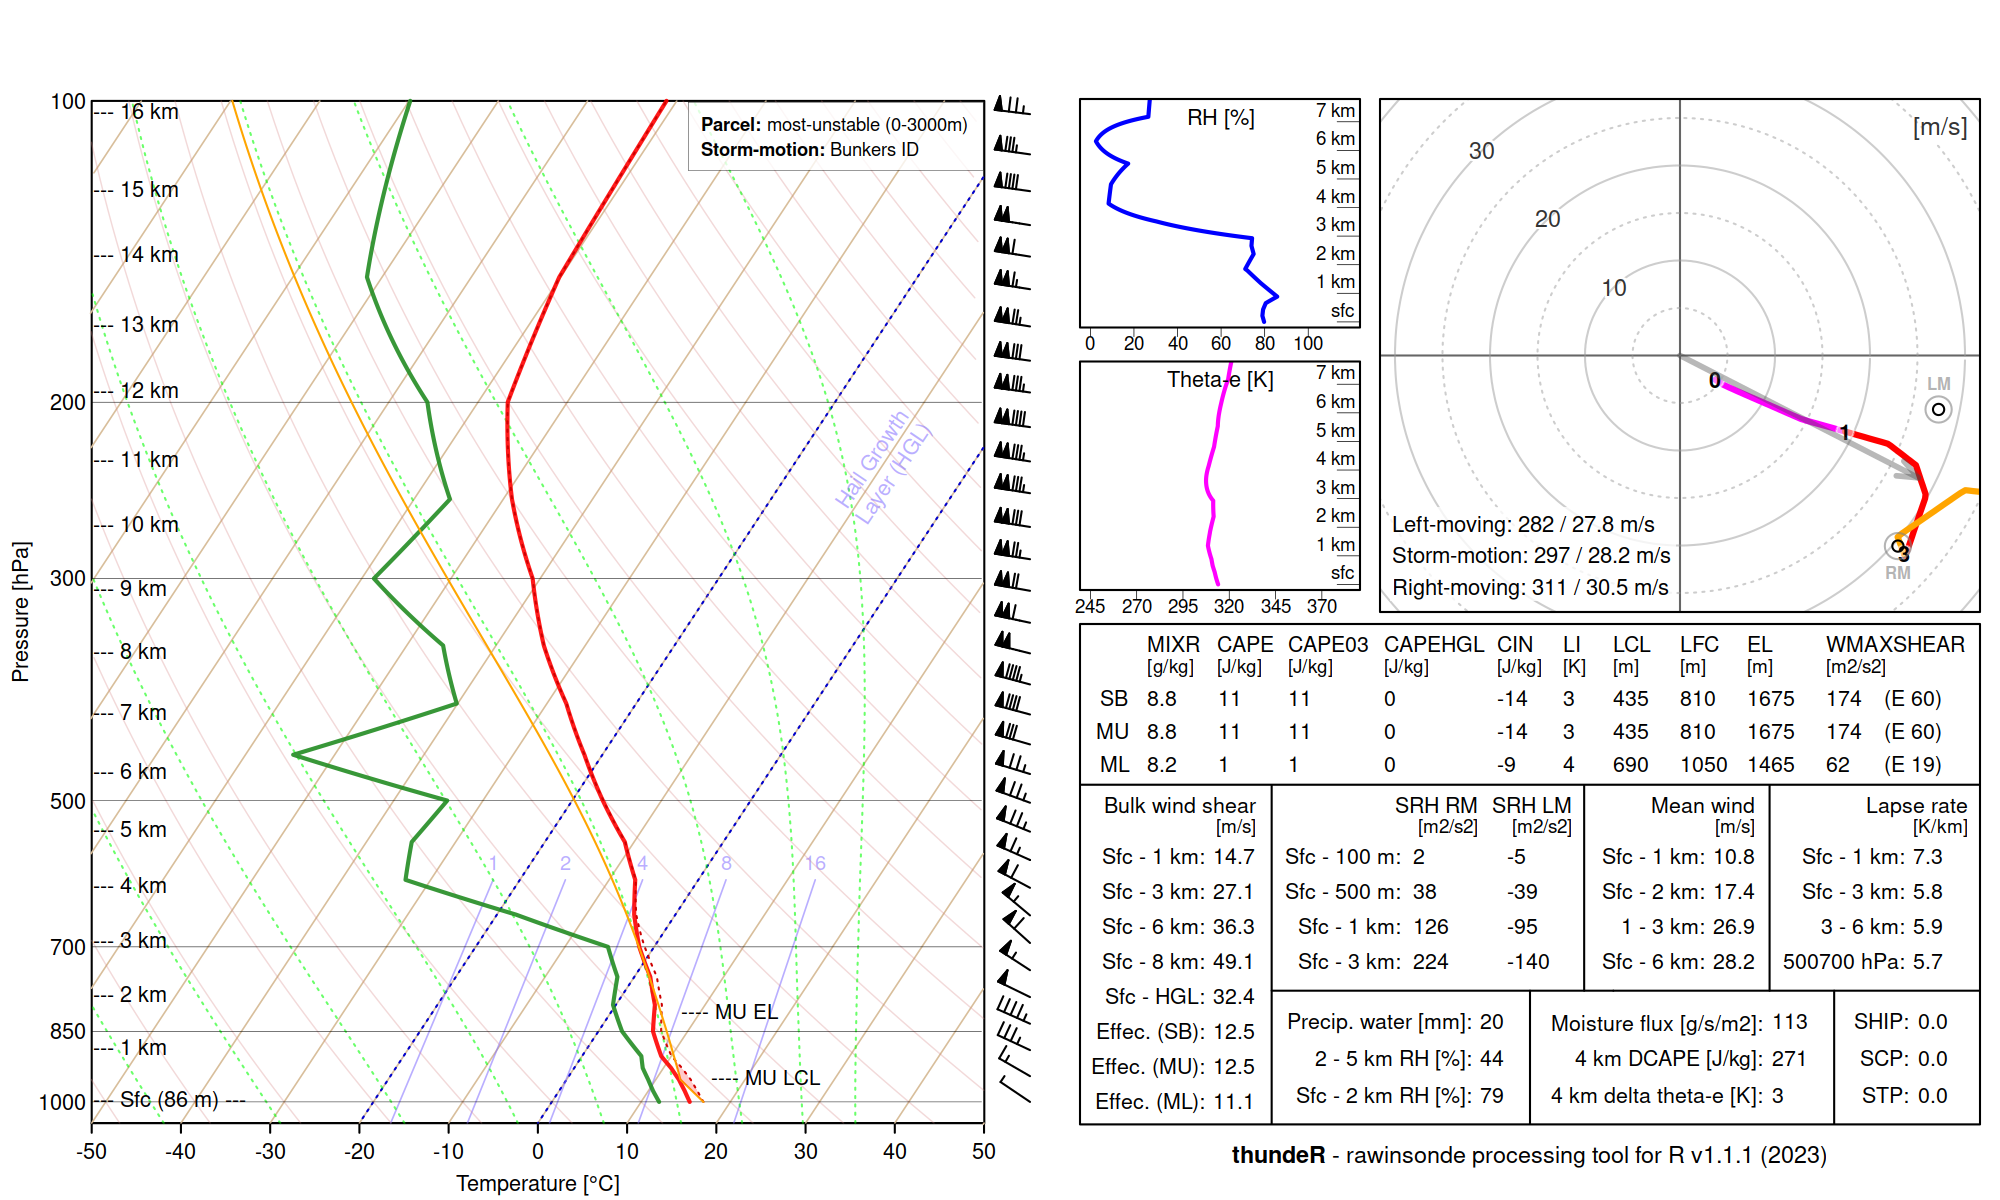 Parcel: most-unstable (0-3000m)
Storm-motion: Bunkers ID
Pressure [hPa]
100
200
300
500
700
850
1000
--- 16 km
--- 15 km
--- 14 km
--- 13 km
--- 12 km
--- 11 km
--- 10 km
--- 9 km
--- 8 km
--- 7 km
--- 6 km
--- 5 km
--- 4 km
--- 3 km
--- 2 km
--- 1 km
--- Sfc (86 m) ---
Hail Growth
Layer (HGL)
1 2 4 8 16
---- MU EL
---- MU LCL
-50 -40 -30 -20 -10 0 10 20 30 40 50
Temperature [°C]
RH [%]
7 km
6 km
5 km
4 km
3 km
2 km
1 km
sfc
0 20 40 60 80 100
Theta-e [K]
7 km
6 km
5 km
4 km
3 km
2 km
1 km
sfc
245 270 295 320 345 370
[m/s]
30
20
10
0
1
3
LM
RM
Left-moving: 282 / 27.8 m/s
Storm-motion: 297 / 28.2 m/s
Right-moving: 311 / 30.5 m/s
MIXR CAPE CAPE03 CAPEHGL CIN LI LCL LFC EL WMAXSHEAR
[g/kg] [J/kg] [J/kg] [J/kg] [J/kg] [K] [m] [m] [m] [m2/s2]
SB 8.8 11 11 0 -14 3 435 810 1675 174 (E 60)
MU 8.8 11 11 0 -14 3 435 810 1675 174 (E 60)
ML 8.2 1 1 0 -9 4 690 1050 1465 62 (E 19)
Bulk wind shear
[m/s]
Sfc - 1 km: 14.7
Sfc - 3 km: 27.1
Sfc - 6 km: 36.3
Sfc - 8 km: 49.1
Sfc - HGL: 32.4
Effec. (SB): 12.5
Effec. (MU): 12.5
Effec. (ML): 11.1
SRH RM SRH LM
[m2/s2] [m2/s2]
Sfc - 100 m: 2 -5
Sfc - 500 m: 38 -39
Sfc - 1 km: 126 -95
Sfc - 3 km: 224 -140
Mean wind
[m/s]
Sfc - 1 km: 10.8
Sfc - 2 km: 17.4
1 - 3 km: 26.9
Sfc - 6 km: 28.2
Lapse rate
[K/km]
Sfc - 1 km: 7.3
Sfc - 3 km: 5.8
3 - 6 km: 5.9
500700 hPa: 5.7
Precip. water [mm]: 20
2 - 5 km RH [%]: 44
Sfc - 2 km RH [%]: 79
Moisture flux [g/s/m2]: 113
4 km DCAPE [J/kg]: 271
4 km delta theta-e [K]: 3
SHIP: 0.0
SCP: 0.0
STP: 0.0
thundeR - rawinsonde processing tool for R v1.1.1 (2023)